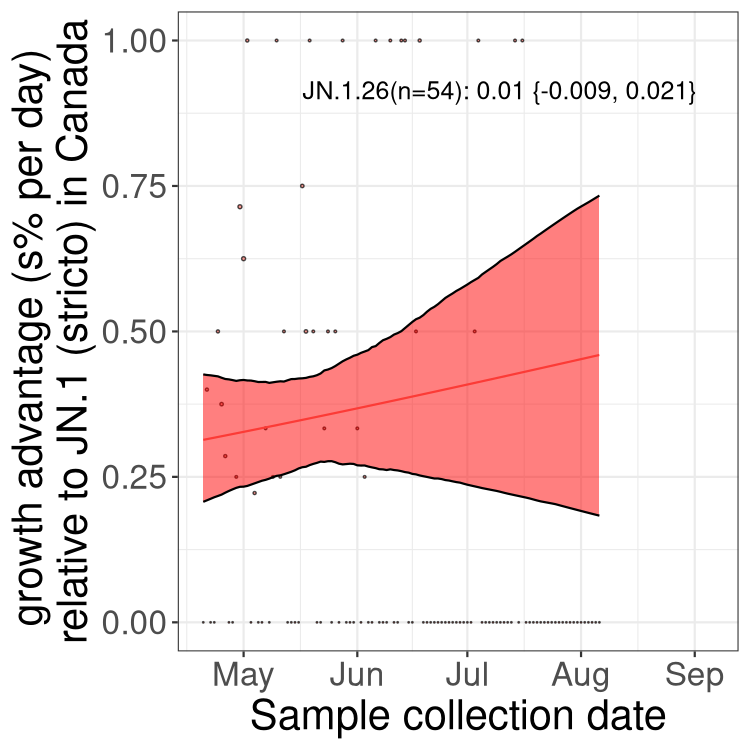 growth advantage (s% per day)
relative to JN.1 (stricto) in Canada
1.00
0.75
0.50
0.25
0.00
JN.1.26(n=54): 0.01 {-0.009, 0.021}
May Jun Jul Aug Sep
Sample collection date